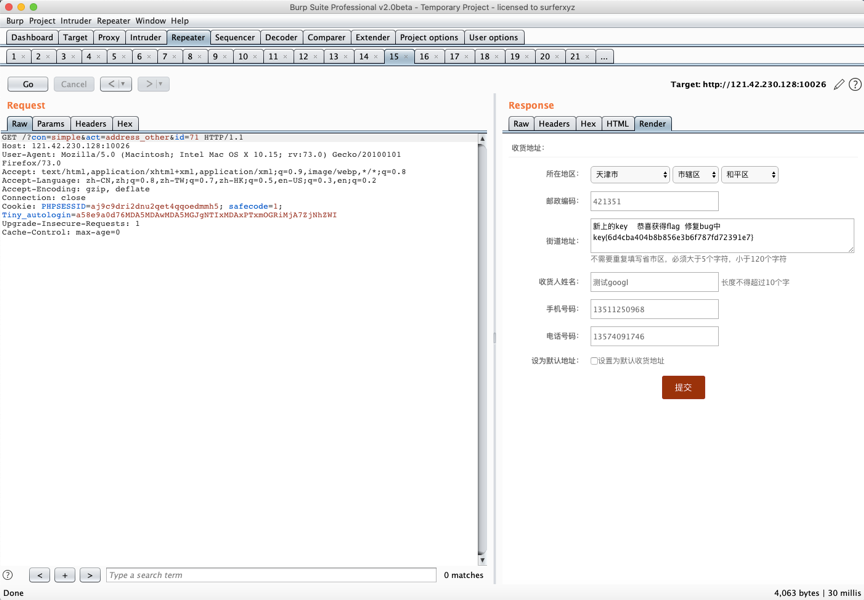 Burp Suite Professional v2.0beta - Temporary Project - licensed to surferxyz
Burp Project Intruder Repeater Window Help
Dashboard Target Proxy Intruder Repeater Sequencer Decoder Comparer Extender Project options User options
1 × 2 × 3 × 4 × 5 × 6 × 7 × 8 × 9 × 10 × 11 × 12 × 13 × 14 × 15 × 16 × 17 × 18 × 19 × 20 × 21 × ...
Go Cancel < | ▼ > | ▼ Target: http://121.42.230.128:10026 ?
Request
Raw Params Headers Hex
GET /?con=simple&act=address_other&id=71 HTTP/1.1
Host: 121.42.230.128:10026
User-Agent: Mozilla/5.0 (Macintosh; Intel Mac OS X 10.15; rv:73.0) Gecko/20100101
Firefox/73.0
Accept: text/html,application/xhtml+xml,application/xml;q=0.9,image/webp,*/*;q=0.8
Accept-Language: zh-CN,zh;q=0.8,zh-TW;q=0.7,zh-HK;q=0.5,en-US;q=0.3,en;q=0.2
Accept-Encoding: gzip, deflate
Connection: close
Cookie: PHPSESSID=aj9c9dri2dnu2qet4qqoedmmh5; safecode=1;
Tiny_autologin=a58e9a0d76MDA5MDAwMDA5MGJgNTIxMDAxPTxmOGRiMjA7ZjNhZWI
Upgrade-Insecure-Requests: 1
Cache-Control: max-age=0
? < + > Type a search term 0 matches
Response
Raw Headers Hex HTML Render
收货地址：
所在地区： 天津市 市辖区 和平区
邮政编码： 421351
街道地址： 新上的key 恭喜获得flag 修复bug中
key{6d4cba404b8b856e3b6f787fd72391e7}
不需要重复填写省市区，必须大于5个字符，小于120个字符
收货人姓名： 测试googl 长度不得超过10个字
手机号码： 13511250968
电话号码： 13574091746
设为默认地址： 设置为默认收货地址
提交
Done 4,063 bytes | 30 millis